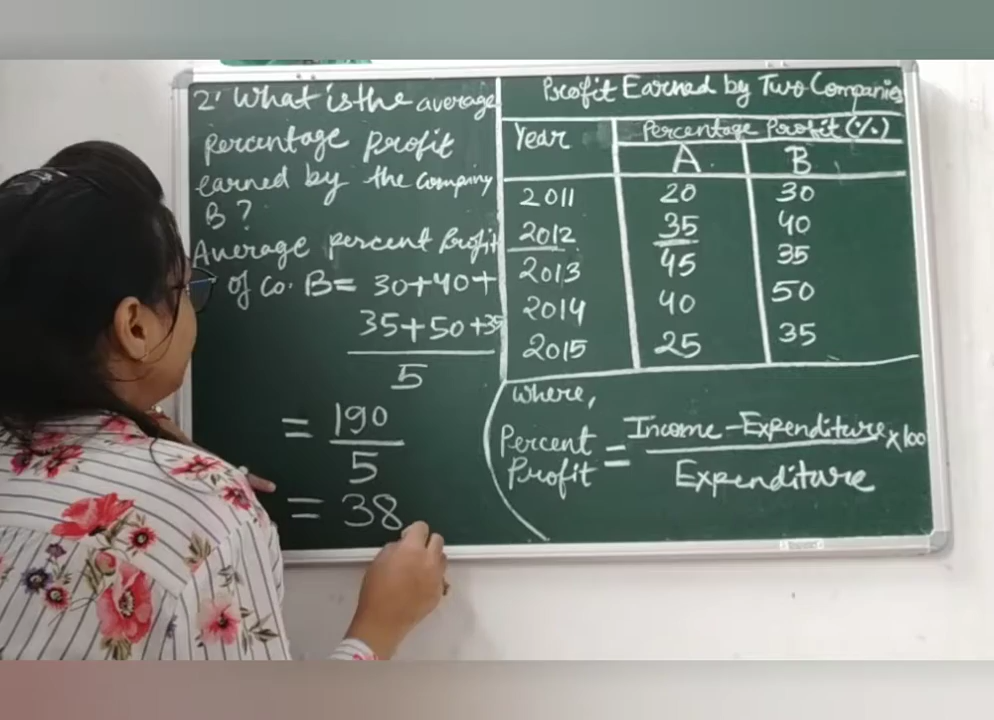 2. What is the average
percentage profit
earned by the company
B?
Average percent Profit
of Co. B = 30+40+
35+50+35
5
= 190
5
= 38
Profit Earned by Two Companies
Year Percentage Profit (%)
A B
2011 20 30
2012 35 40
2013 45 35
2014 40 50
2015 25 35
where,
Percent Profit = Income - Expenditure × 100
Expenditure